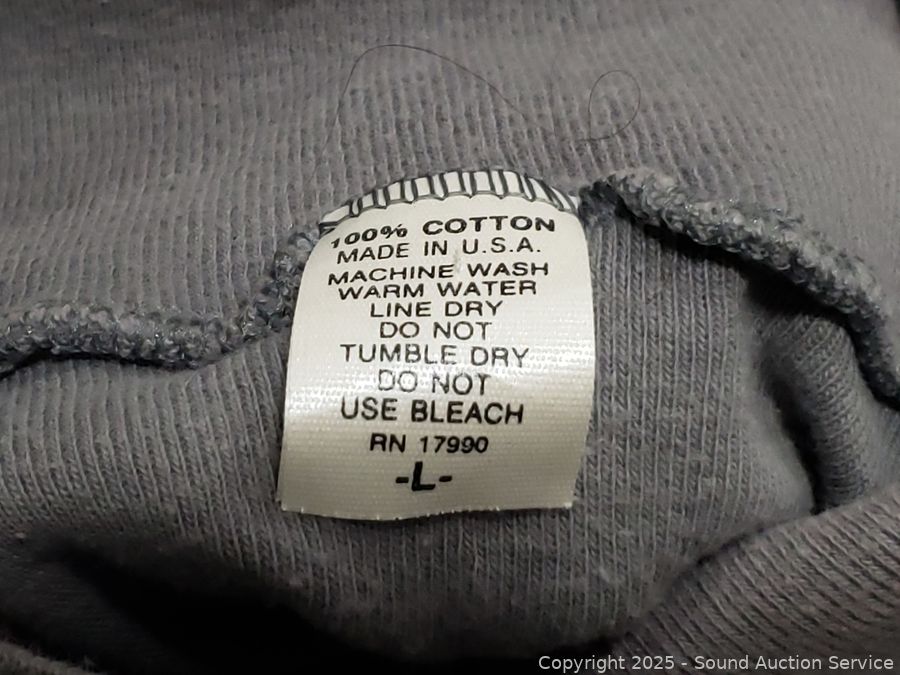 100% COTTON
MADE IN U.S.A.
MACHINE WASH
WARM WATER
LINE DRY
DO NOT
TUMBLE DRY
DO NOT
USE BLEACH
RN 17990
-L-
Copyright 2025 - Sound Auction Service